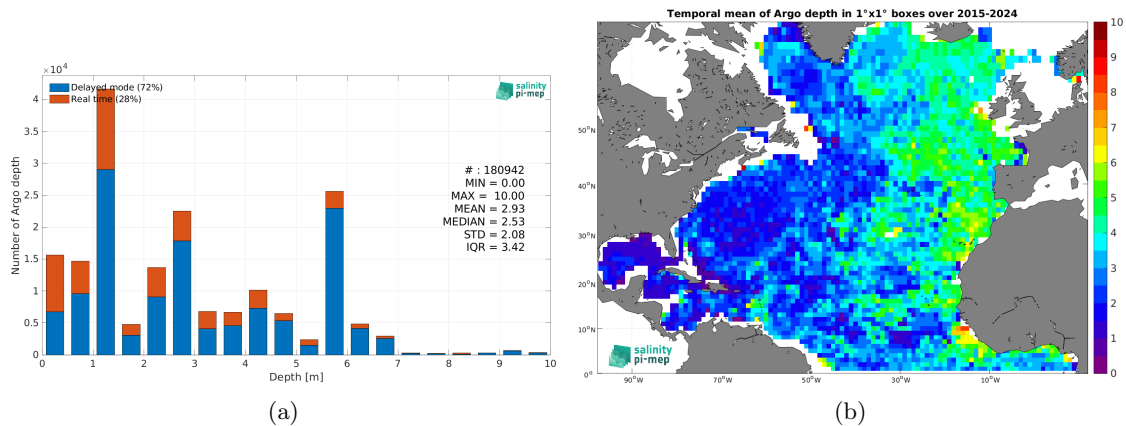 ×10⁴
Delayed mode (72%)
Real time (28%)
salinity
pi-mep
4
3.5
3
2.5
2
1.5
1
0.5
0
Number of Argo depth
# : 180942
MIN = 0.00
MAX = 10.00
MEAN = 2.93
MEDIAN = 2.53
STD = 2.08
IQR = 3.42
0 1 2 3 4 5 6 7 8 9 10
Depth [m]
(a)
Temporal mean of Argo depth in 1°x1° boxes over 2015-2024
50°N
40°N
30°N
20°N
10°N
0°
90°W 70°W 50°W 30°W 10°W
salinity
pi-mep
10
9
8
7
6
5
4
3
2
1
0
(b)